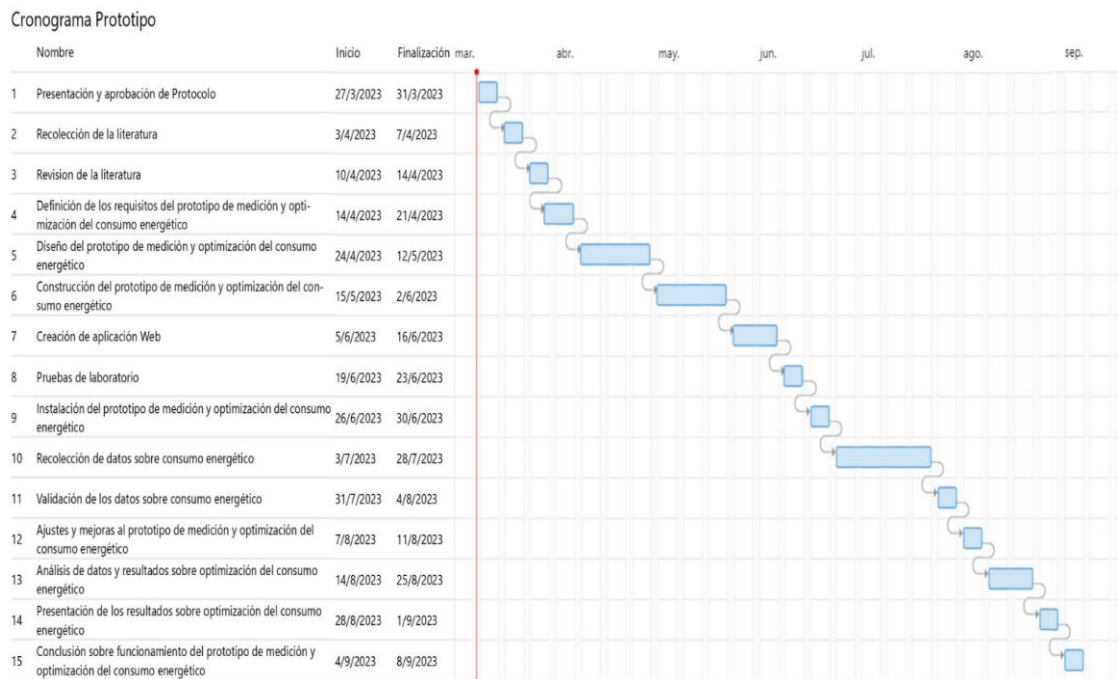 Cronograma Prototipo
Nombre Inicio Finalización mar. abr. may. jun. jul. ago. sep.
1 Presentación y aprobación de Protocolo 27/3/2023 31/3/2023
2 Recolección de la literatura 3/4/2023 7/4/2023
3 Revision de la literatura 10/4/2023 14/4/2023
4 Definición de los requisitos del prototipo de medición y opti-
mización del consumo energético 14/4/2023 21/4/2023
5 Diseño del prototipo de medición y optimización del consumo
energético 24/4/2023 12/5/2023
6 Construcción del prototipo de medición y optimización del con-
sumo energético 15/5/2023 2/6/2023
7 Creación de aplicación Web 5/6/2023 16/6/2023
8 Pruebas de laboratorio 19/6/2023 23/6/2023
9 Instalación del prototipo de medición y optimización del consumo
energético 26/6/2023 30/6/2023
10 Recolección de datos sobre consumo energético 3/7/2023 28/7/2023
11 Validación de los datos sobre consumo energético 31/7/2023 4/8/2023
12 Ajustes y mejoras al prototipo de medición y optimización del
consumo energético 7/8/2023 11/8/2023
13 Análisis de datos y resultados sobre optimización del consumo
energético 14/8/2023 25/8/2023
14 Presentación de los resultados sobre optimización del consumo
energético 28/8/2023 1/9/2023
15 Conclusión sobre funcionamiento del prototipo de medición y
optimización del consumo energético 4/9/2023 8/9/2023